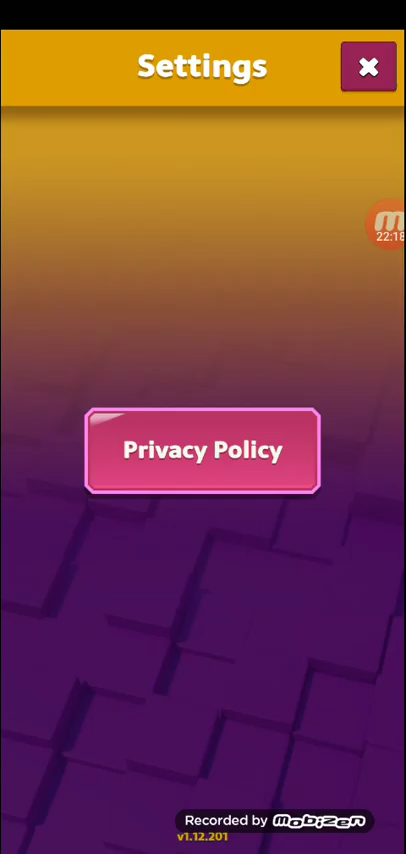 Settings
22:18
Privacy Policy
Recorded by mobizen
v1.12.201